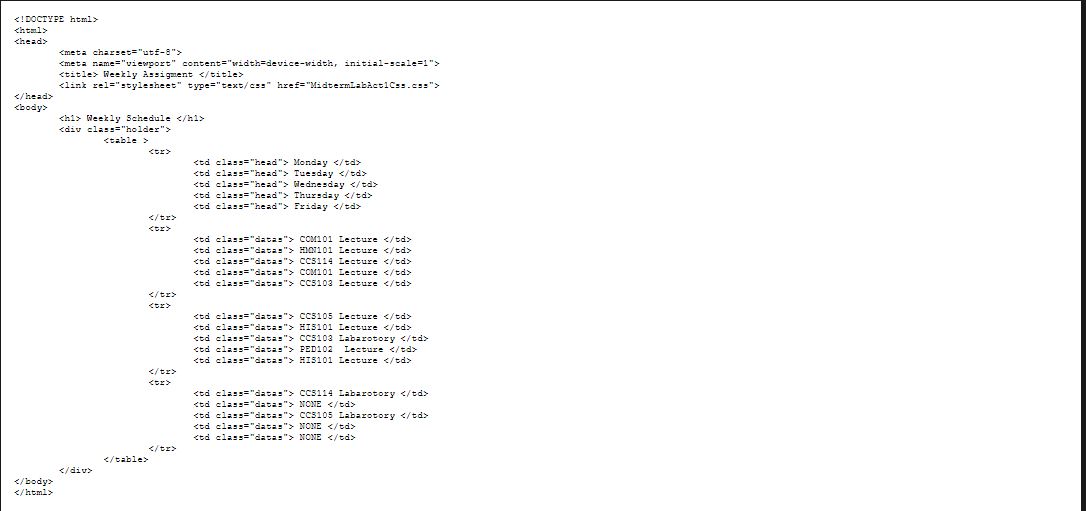 <!DOCTYPE html>
<html>
<head>
<meta charset="utf-8">
<meta name="viewport" content="width=device-width, initial-scale=1">
<title> Weekly Assigment </title>
<link rel="stylesheet" type="text/css" href="MidtermLabAct1Css.css">
</head>
<body>
<h1> Weekly Schedule </h1>
<div class="holder">
<table >
<tr>
<td class="head"> Monday </td>
<td class="head"> Tuesday </td>
<td class="head"> Wednesday </td>
<td class="head"> Thursday </td>
<td class="head"> Friday </td>
</tr>
<tr>
<td class="datas"> COM101 Lecture </td>
<td class="datas"> HMN101 Lecture </td>
<td class="datas"> CCS114 Lecture </td>
<td class="datas"> COM101 Lecture </td>
<td class="datas"> CCS103 Lecture </td>
</tr>
<tr>
<td class="datas"> CCS105 Lecture </td>
<td class="datas"> HIS101 Lecture </td>
<td class="datas"> CCS103 Labarotory </td>
<td class="datas"> PED102  Lecture </td>
<td class="datas"> HIS101 Lecture </td>
</tr>
<tr>
<td class="datas"> CCS114 Labarotory </td>
<td class="datas"> NONE </td>
<td class="datas"> CCS105 Labarotory </td>
<td class="datas"> NONE </td>
<td class="datas"> NONE </td>
</tr>
</table>
</div>
</body>
</html>